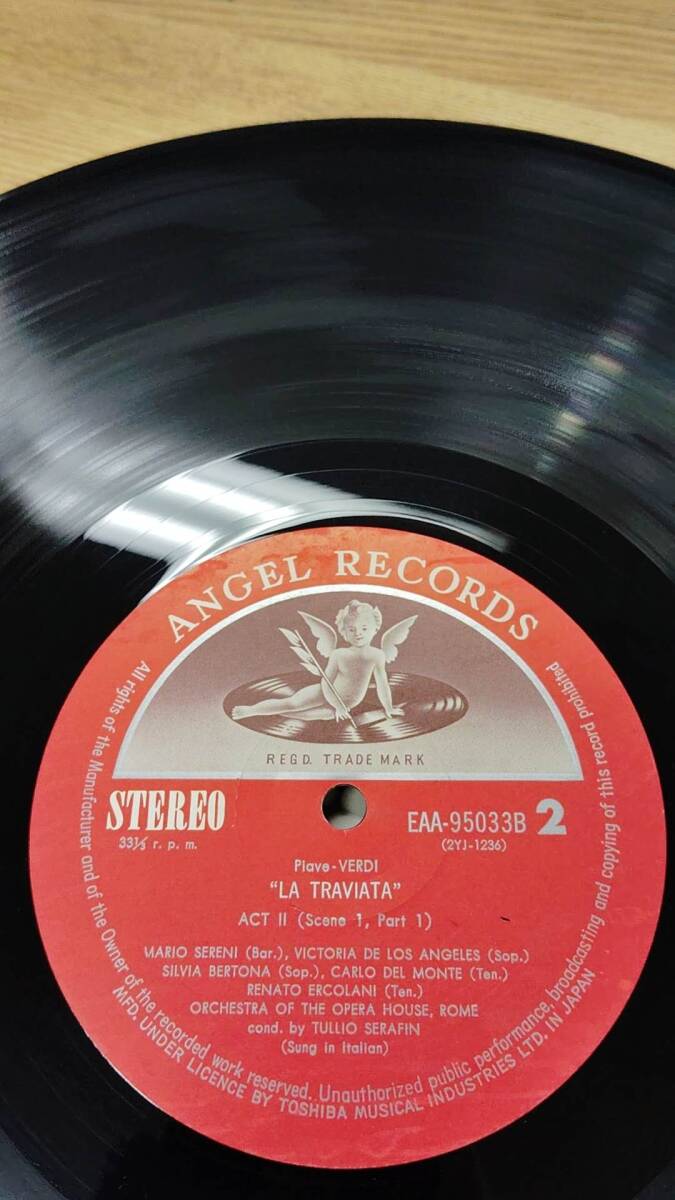 ANGEL RECORDS
REGD. TRADE MARK
STEREO
33⅓ r. p. m.
EAA-95033B 2
(2YJ-1236)
Piave-VERDI
"LA TRAVIATA"
ACT II (Scene 1, Part 1)
MARIO SERENI (Bar.), VICTORIA DE LOS ANGELES (Sop.)
SILVIA BERTONA (Sop.), CARLO DEL MONTE (Ten.)
RENATO ERCOLANI (Ten.)
ORCHESTRA OF THE OPERA HOUSE, ROME
cond. by TULLIO SERAFIN
(Sung in Italian)
All rights of the Manufacturer and of the Owner of the recorded work reserved. Unauthorized public performance, broadcasting and copying of this record prohibited
MFD. UNDER LICENCE BY TOSHIBA MUSICAL INDUSTRIES LTD. IN JAPAN